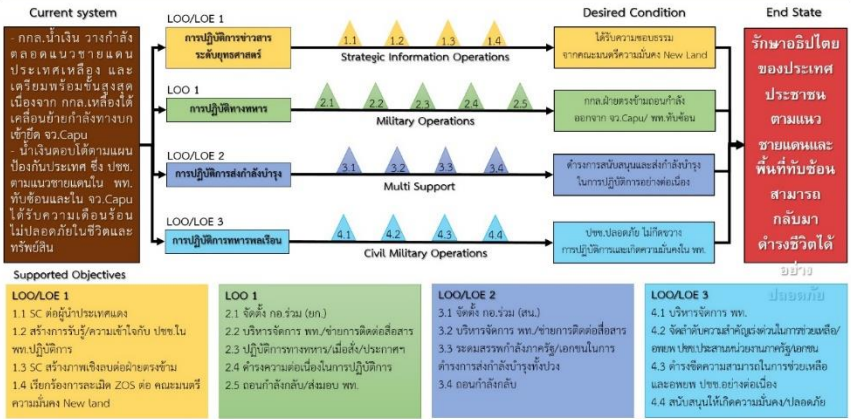 Current system
LOO/LOE 1
Desired Condition
End State
- กกล.น้ำเงิน วางกำลัง
ตลอดแนวชายแดน
ประเทศเหลือง และ
เตรียมพร้อมขั้นสูงสุด
เนื่องจาก กกล.เหลืองได้
เคลื่อนย้ายกำลังทางบก
เข้ายึด จว.Capu
- น้ำเงินตอบโต้ตามแผน
ป้องกันประเทศ ซึ่ง ปชช.
ตามแนวชายแดนใน พท.
ทับซ้อนและใน จว.Capu
ได้รับความเดือนร้อน
ไม่ปลอดภัยในชีวิตและ
ทรัพย์สิน
การปฏิบัติการข่าวสาร
ระดับยุทธศาสตร์
1.1 1.2 1.3 1.4
Strategic Information Operations
ได้รับความชอบธรรม
จากคณะมนตรีความมั่นคง New Land
LOO 1
การปฏิบัติทางทหาร
2.1 2.2 2.3 2.4 2.5
Military Operations
กกล.ฝ่ายตรงข้ามถอนกำลัง
ออกจาก จว.Capu/ พท.ทับซ้อน
LOO/LOE 2
การปฏิบัติการส่งกำลังบำรุง
3.1 3.2 3.3 3.4
Multi Support
ดำรงการสนับสนุนและส่งกำลังบำรุง
ในการปฏิบัติการอย่างต่อเนื่อง
LOO/LOE 3
การปฏิบัติการทหารพลเรือน
4.1 4.2 4.3 4.4
Civil Military Operations
ปชช.ปลอดภัย ไม่กีดขวาง
การปฏิบัติการและเกิดความมั่นคงใน พท.
รักษาอธิปไตย
ของประเทศ
ประชาชน
ตามแนว
ชายแดนและ
พื้นที่ทับซ้อน
สามารถ
กลับมา
ดำรงชีวิตได้
อย่าง
ปลอดภัย
Supported Objectives
LOO/LOE 1
1.1 SC ต่อผู้นำประเทศแดง
1.2 สร้างการรับรู้/ความเข้าใจกับ ปชช.ใน
พท.ปฏิบัติการ
1.3 SC สร้างภาพเชิงลบต่อฝ่ายตรงข้าม
1.4 เรียกร้องการละเมิด ZOS ต่อ คณะมนตรี
ความมั่นคง New land
LOO 1
2.1 จัดตั้ง กอ.ร่วม (ยก.)
2.2 บริหารจัดการ พท./ข่ายการติดต่อสื่อสาร
2.3 ปฏิบัติการทางทหาร/เมื่อสั่ง/ประกาศฯ
2.4 ดำรงความต่อเนื่องในการปฏิบัติการ
2.5 ถอนกำลังกลับ/ส่งมอบ พท.
LOO/LOE 2
3.1 จัดตั้ง กอ.ร่วม (สน.)
3.2 บริหารจัดการ พท./ข่ายการติดต่อสื่อสาร
3.3 ระดมสรรพกำลังภาครัฐ/เอกชนในการ
ดำรงการส่งกำลังบำรุงทั้งปวง
3.4 ถอนกำลังกลับ
LOO/LOE 3
4.1 บริหารจัดการ พท.
4.2 จัดลำดับความสำคัญเร่งด่วนในการช่วยเหลือ/
อพยพ ปชช.ประสานหน่วยงานภาครัฐ/เอกชน
4.3 ดำรงขีดความสามารถในการช่วยเหลือ
และอพยพ ปชช.อย่างต่อเนื่อง
4.4 สนับสนุนให้เกิดความมั่นคง/ปลอดภัย